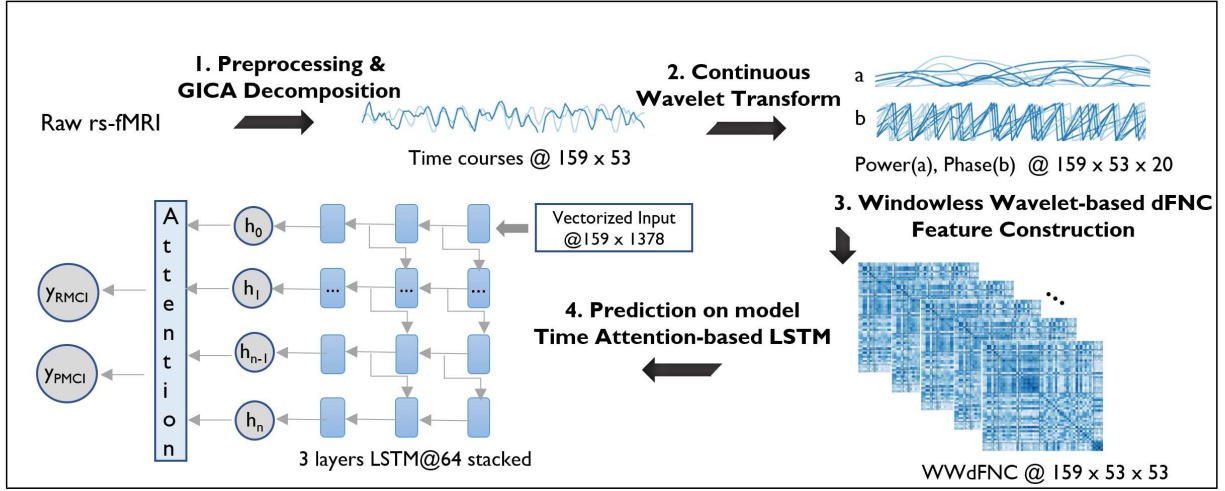 1. Preprocessing &
GICA Decomposition
Raw rs-fMRI
Time courses @ 159 x 53
2. Continuous
Wavelet Transform
a
b
Power(a), Phase(b) @ 159 x 53 x 20
3. Windowless Wavelet-based dFNC
Feature Construction
WWdFNC @ 159 x 53 x 53
4. Prediction on model
Time Attention-based LSTM
Vectorized Input
@159 x 1378
...
...
...
3 layers LSTM@64 stacked
h0
h1
hn-1
hn
Attention
yRMCI
yPMCI